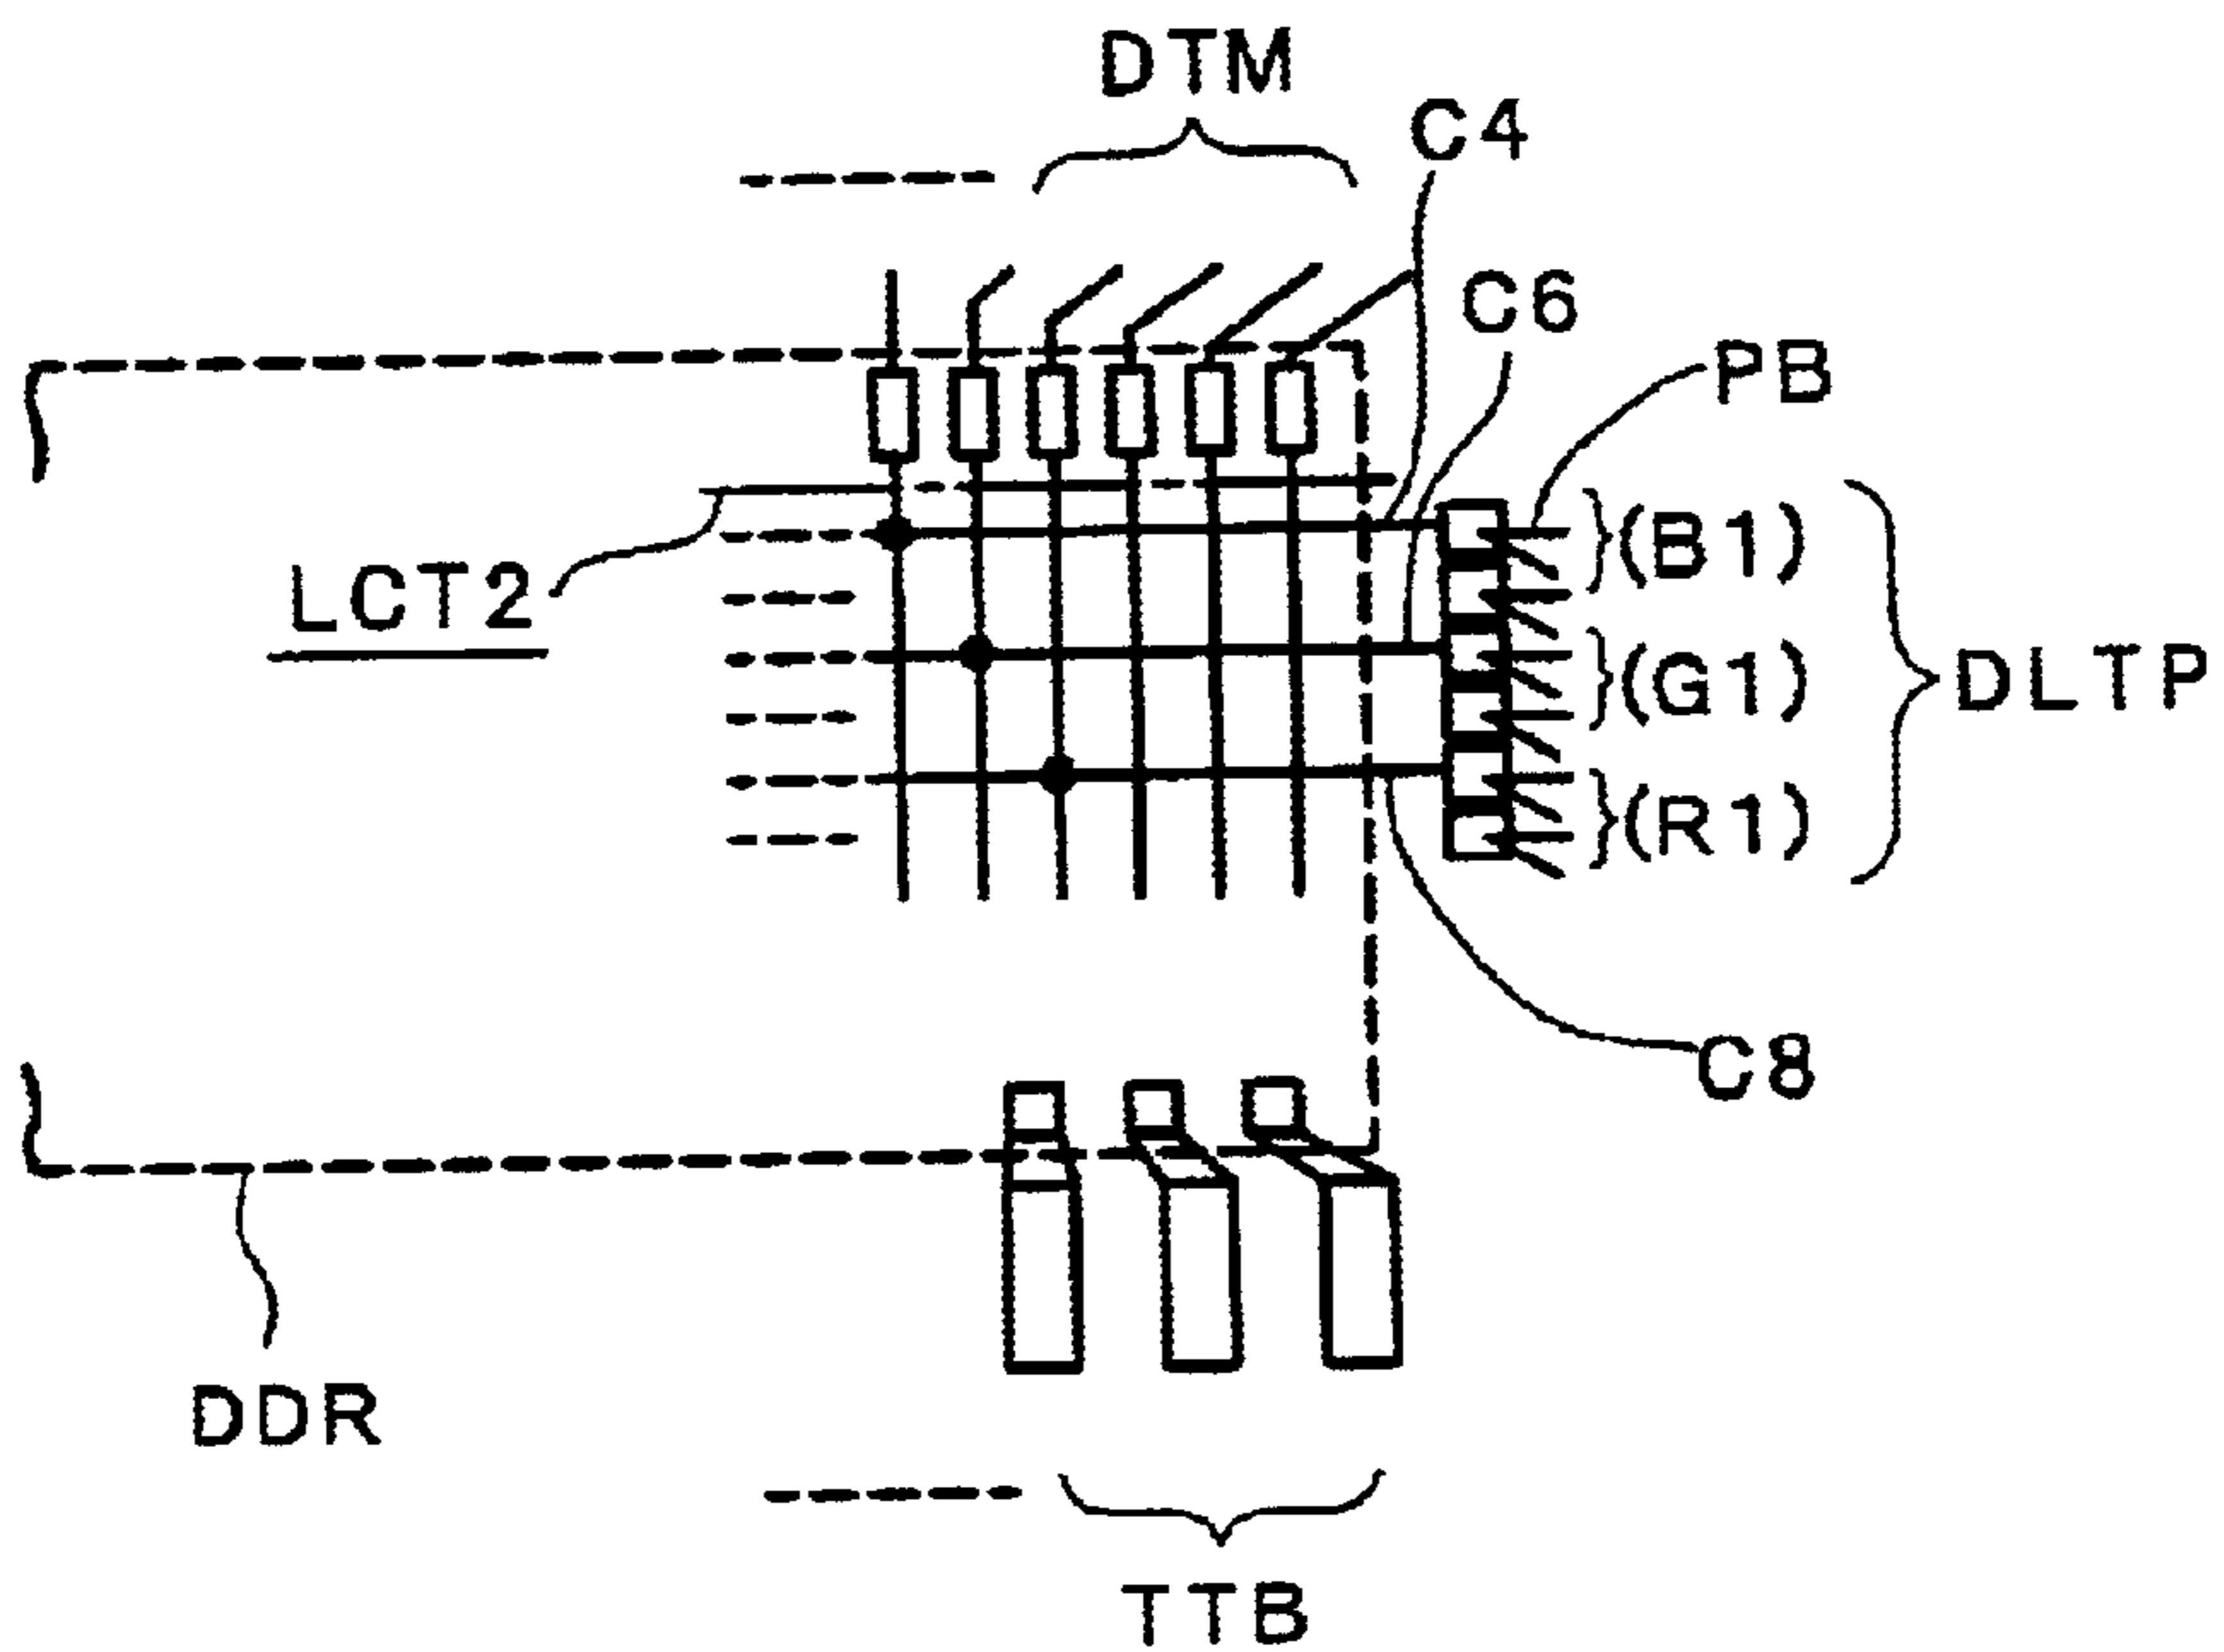 DTM
C4
C6
PB
(B1)
LCT2
(G1)
DLTP
(R1)
C8
DDR
TTB